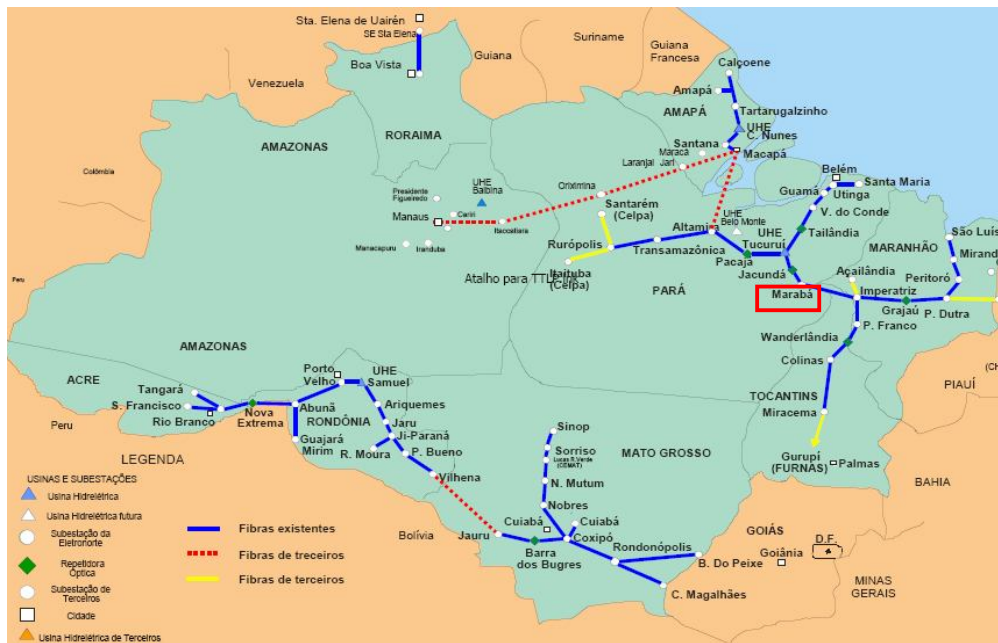 Sta. Elena de Uairén
SE Sta Elena
Boa Vista
Venezuela
Guiana
Suriname
Guiana
Francesa
Colômbia
AMAZONAS
RORAIMA
AMAPÁ
Calçoene
Amapá
Tartarugalzinho
UHE
C. Nunes
Santana
Macapá
Maracá
Laranjal Jari
Oriximina
Presidente
Figueiredo
UHE
Balbina
Manaus
Cariri
Itacoatiara
Manacapuru
Iranduba
Santarém
(Celpa)
Rurópolis
Itaituba
(Celpa)
Atalho para
Transamazônica
Altamira
UHE
Belo Monte
PARÁ
Belém
Santa Maria
Guamá
Utinga
V. do Conde
Tailândia
UHE
Tucuruí
Pacajá
Jacundá
Marabá
MARANHÃO
São Luís
Mirand
Açailândia
Peritoró
Imperatriz
Grajaú
P. Dutra
P. Franco
Wanderlândia
Colinas
TOCANTINS
Miracema
Gurupí
(FURNAS)
Palmas
PIAUÍ
BAHIA
Peru
AMAZONAS
ACRE
Tangará
S. Francisco
Rio Branco
Nova
Extrema
Peru
Porto
Velho
UHE
Samuel
Abunã
RONDÔNIA
Guajará
Mirim
Ariquemes
Jaru
Ji-Paraná
R. Moura
P. Bueno
Vilhena
Bolívia
Jauru
Sinop
Sorriso
Lucas R.Verde
(CEMAT)
N. Mutum
Nobres
MATO GROSSO
Cuiabá
Cuiabá
Coxipó
Barra
dos Bugres
Rondonópolis
B. Do Peixe
C. Magalhães
GOIÁS
Goiânia
D.F.
MINAS
GERAIS
LEGENDA
USINAS E SUBESTAÇÕES
Usina Hidrelétrica
Usina Hidrelétrica futura
Subestação da
Eletronorte
Repetidora
Óptica
Subestação de
Terceiros
Cidade
Usina Hidrelétrica de Terceiros
Fibras existentes
Fibras de treceiros
Fibras de terceiros